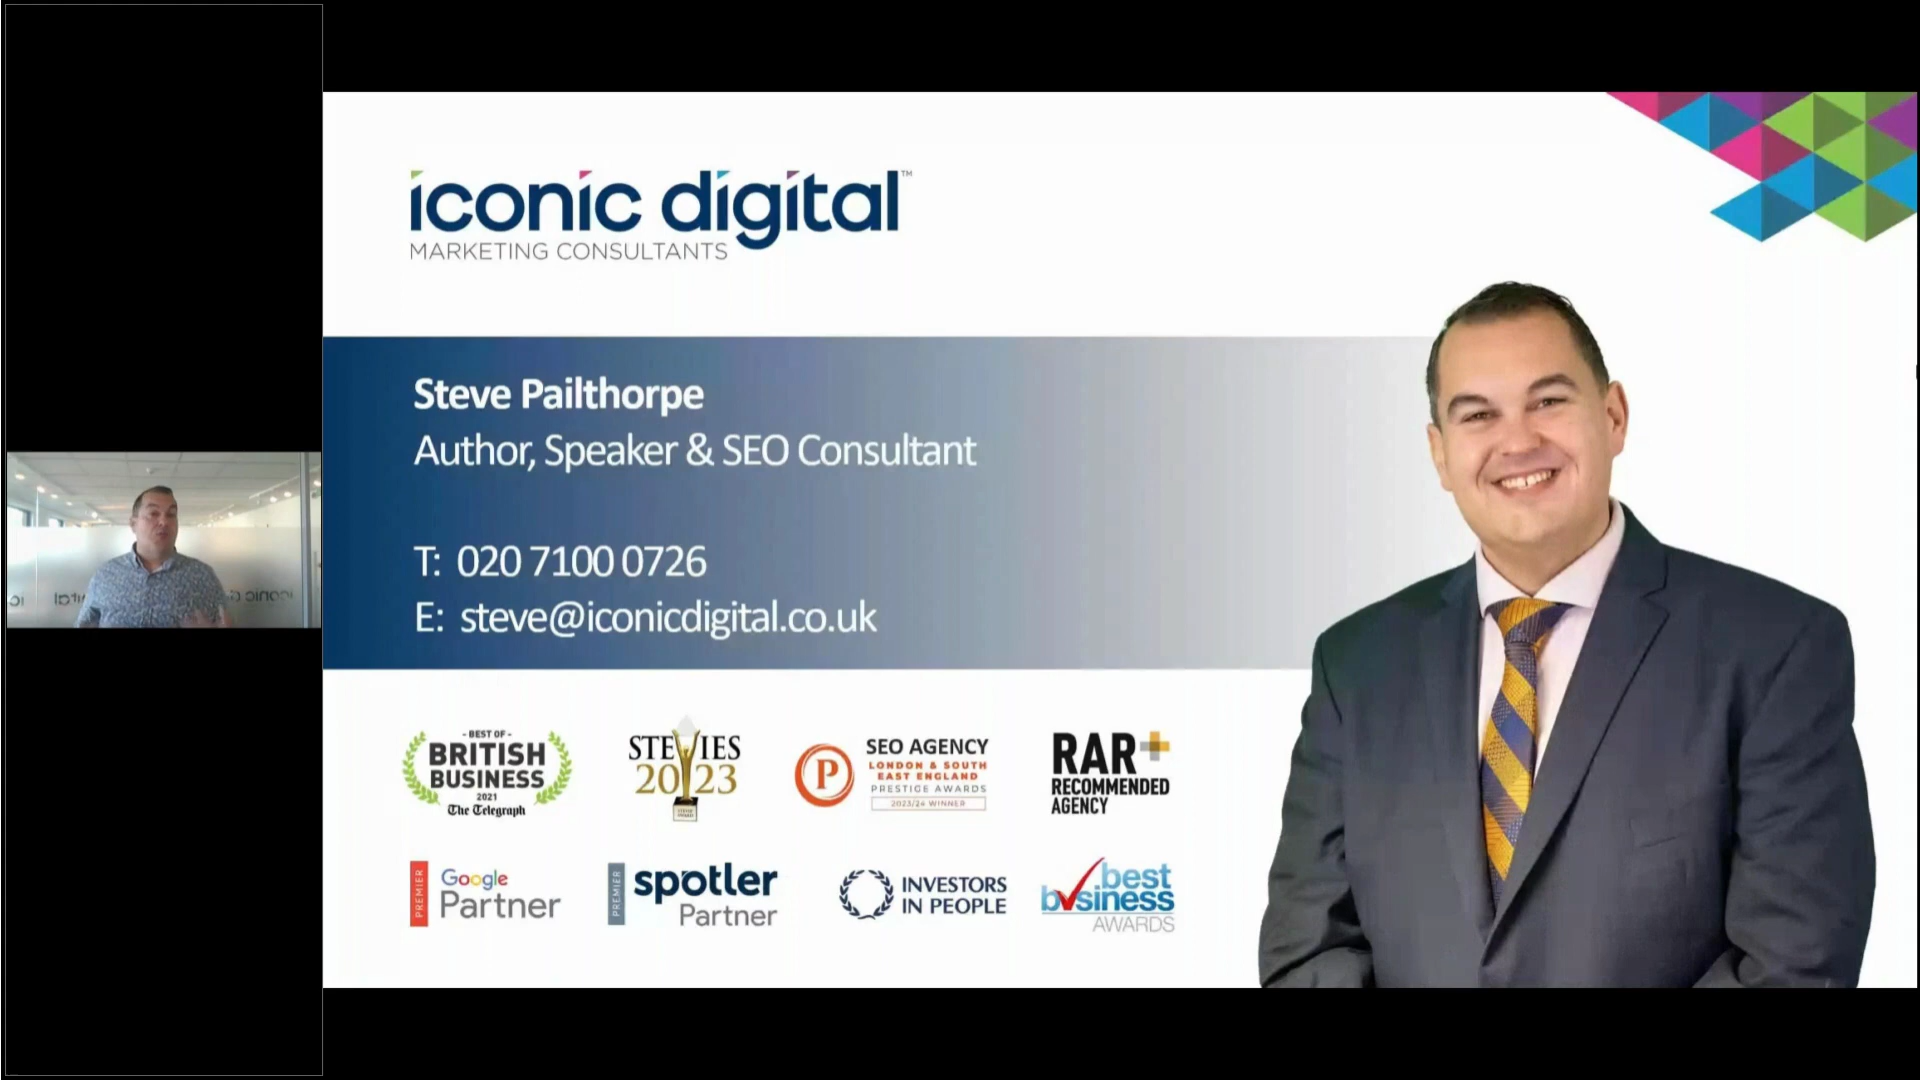 iconic digital™
MARKETING CONSULTANTS
Steve Pailthorpe
Author, Speaker & SEO Consultant
T: 020 7100 0726
E: steve@iconicdigital.co.uk
- BEST OF -
BRITISH
BUSINESS
2021
The Telegraph
STEVIES
2023
P
SEO AGENCY
LONDON & SOUTH
EAST ENGLAND
PRESTIGE AWARDS
2023/24 WINNER
RAR+
RECOMMENDED
AGENCY
PREMIER
Google
Partner
PREMIER
spotler
Partner
INVESTORS
IN PEOPLE
best
business
AWARDS